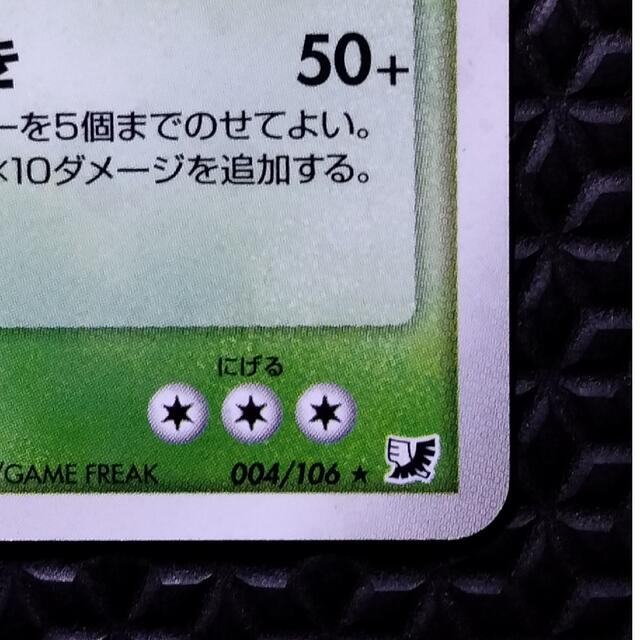 き 50+
ーを5個までのせてよい。
×10ダメージを追加する。
にげる
/GAME FREAK 004/106 ★